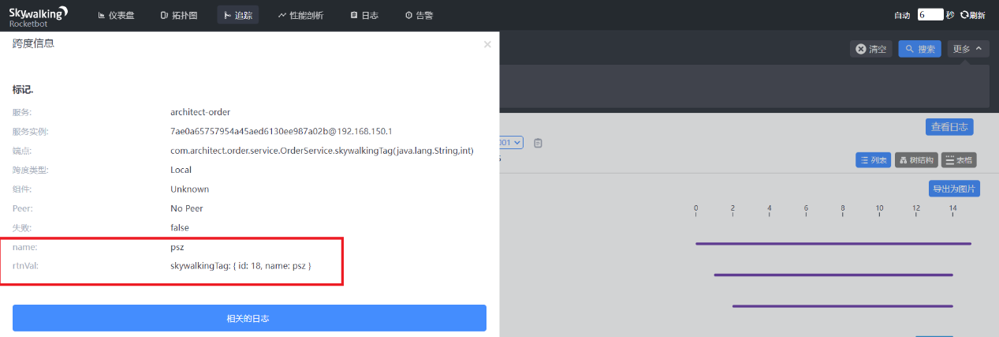 Skywalking
Rocketbot
仪表盘
拓扑图
追踪
性能剖析
日志
告警
自动 6 秒 刷新
跨度信息
清空
搜索
更多
标记.
服务: architect-order
服务实例: 7ae0a65757954a45aed6130ee987a02b@192.168.150.1
端点: com.architect.order.service.OrderService.skywalkingTag(java.lang.String,int)
跨度类型: Local
组件: Unknown
Peer: No Peer
失败: false
name: psz
rtnVal: skywalkingTag: { id: 18, name: psz }
相关的日志
查看日志
001
列表
树结构
表格
导出为图片
0 2 4 6 8 10 12 14